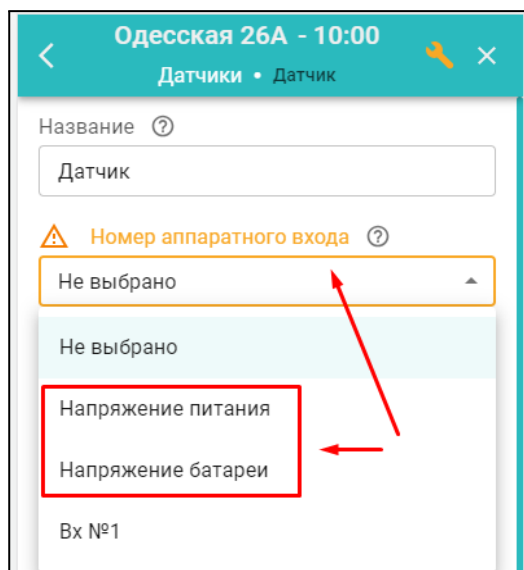 Одесская 26А - 10:00
Датчики • Датчик
Название
Датчик
Номер аппаратного входа
Не выбрано
Не выбрано
Напряжение питания
Напряжение батареи
Вх №1